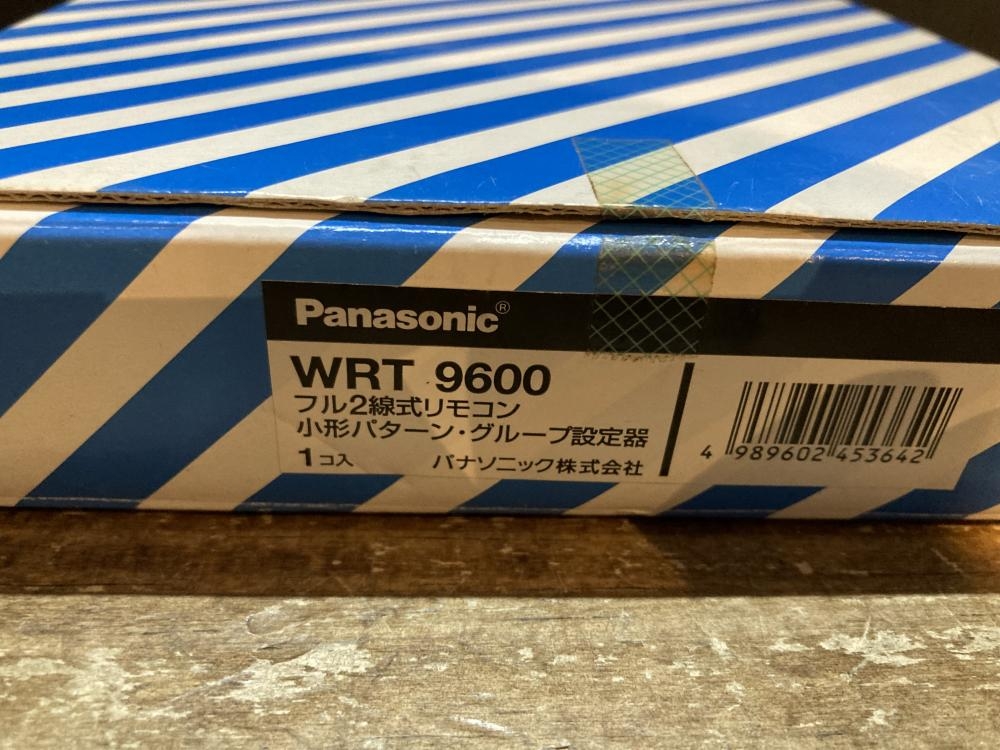 Panasonic®
WRT 9600
フル2線式リモコン
小形パターン・グループ設定器
1コ入 パナソニック株式会社
4 989602 453642